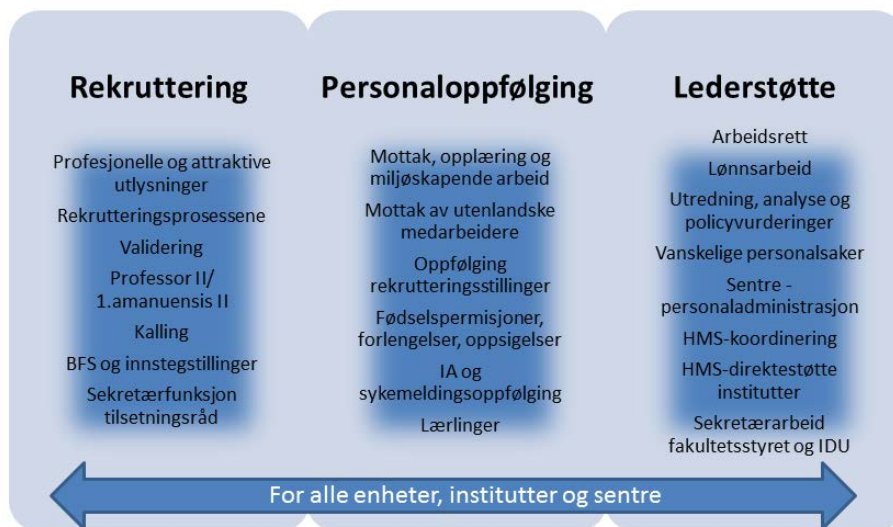 Rekruttering
Profesjonelle og attraktive
utlysninger
Rekrutteringsprosessene
Validering
Professor II/
1.amanuensis II
Kalling
BFS og innstegstillinger
Sekretærfunksjon
tilsetningsråd
Personaloppfølging
Mottak, opplæring og
miljøskapende arbeid
Mottak av utenlandske
medarbeidere
Oppfølging
rekrutteringsstillinger
Fødselspermisjoner,
forlengelser, oppsigelser
IA og
sykemeldingsoppfølging
Lærlinger
Lederstøtte
Arbeidsrett
Lønnsarbeid
Utredning, analyse og
policyvurderinger
Vanskelige personalsaker
Sentre -
personaladministrasjon
HMS-koordinering
HMS-direktestøtte
institutter
Sekretærarbeid
fakultetsstyret og IDU
For alle enheter, institutter og sentre